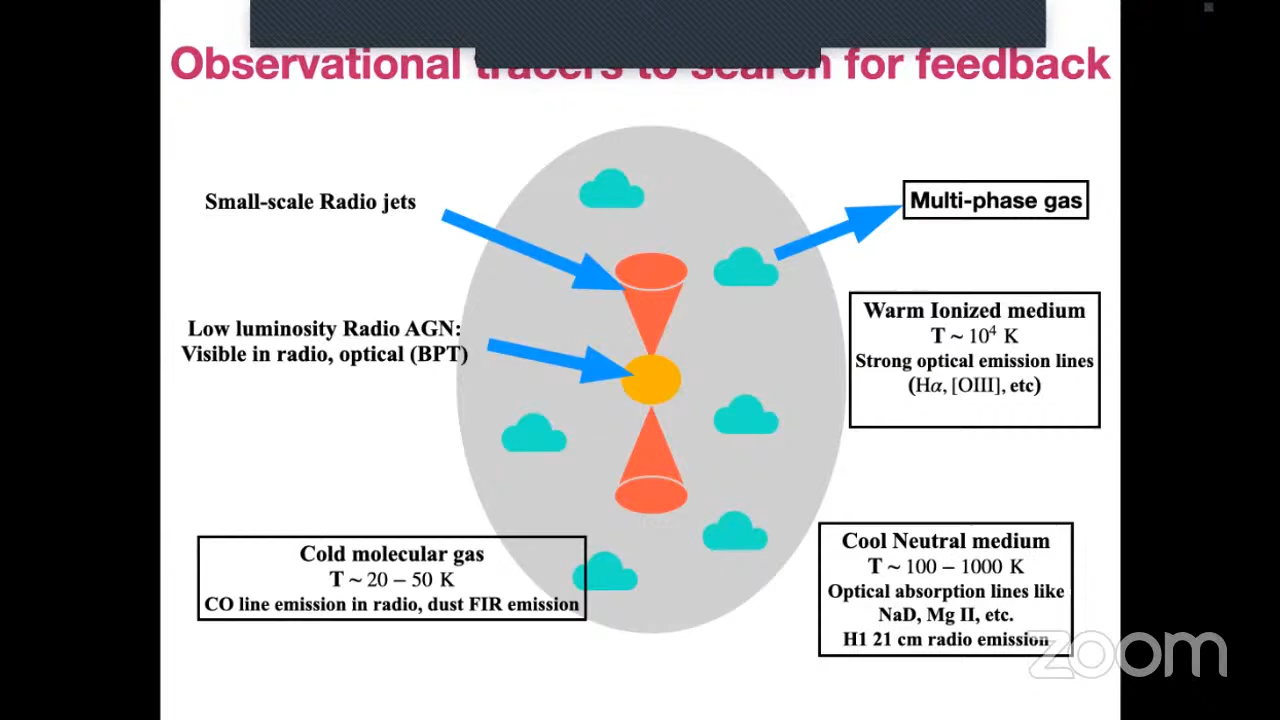 Observational tracers to search for feedback
Small-scale Radio jets
Multi-phase gas
Low luminosity Radio AGN:
Visible in radio, optical (BPT)
Warm Ionized medium
T ~ 10⁴ K
Strong optical emission lines
(Hα, [OIII], etc)
Cold molecular gas
T ~ 20 – 50 K
CO line emission in radio, dust FIR emission
Cool Neutral medium
T ~ 100 – 1000 K
Optical absorption lines like
NaD, Mg II, etc.
H1 21 cm radio emission
zoom